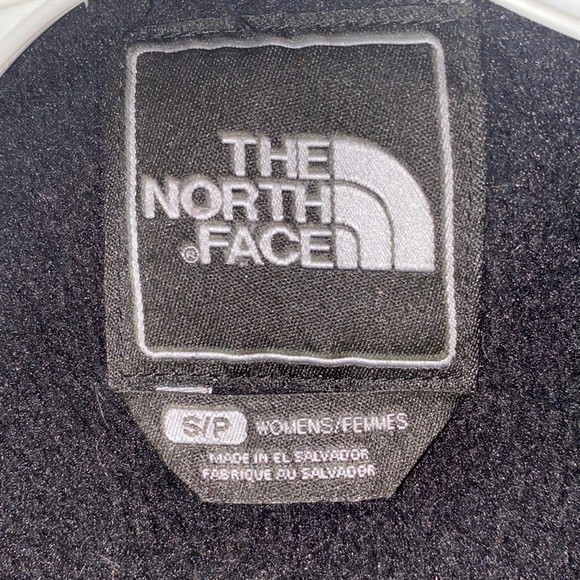 THE
NORTH
®FACE
S/P WOMENS/FEMMES
MADE IN EL SALVADOR
FABRIQUE AU SALVADOR